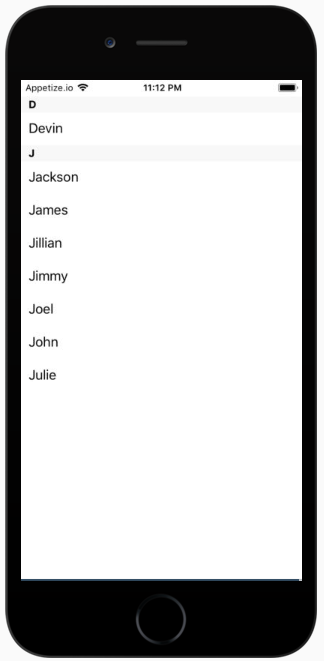 Appetize.io 11:12 PM
D
Devin
J
Jackson
James
Jillian
Jimmy
Joel
John
Julie